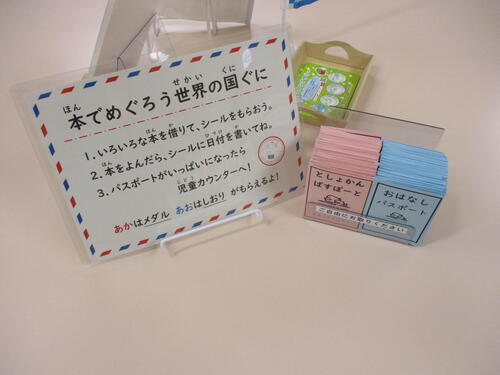 本でめぐろう世界の国ぐに
1. いろいろな本を借りて、シールをもらおう。
2. 本をよんだら、シールに日付を書いてね。
3. パスポートがいっぱいになったら
児童カウンターへ!
あかはメダル あおはしおり がもらえるよ!
としょかん
ぱすぽーと
おはなし
パスポート
ご自由にお取りください